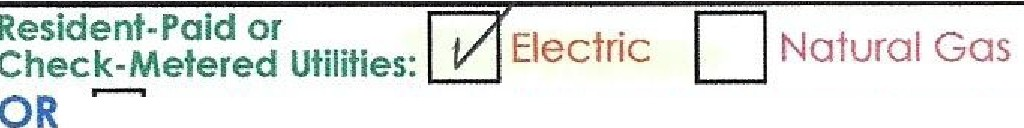 Resident-Paid or
Check-Metered Utilities: ☑ Electric ☐ Natural Gas
OR ☐